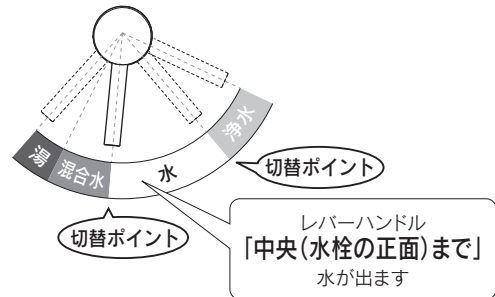 湯
混合水
水
浄水
切替ポイント
切替ポイント
レバーハンドル
「中央(水栓の正面)まで」
水が出ます